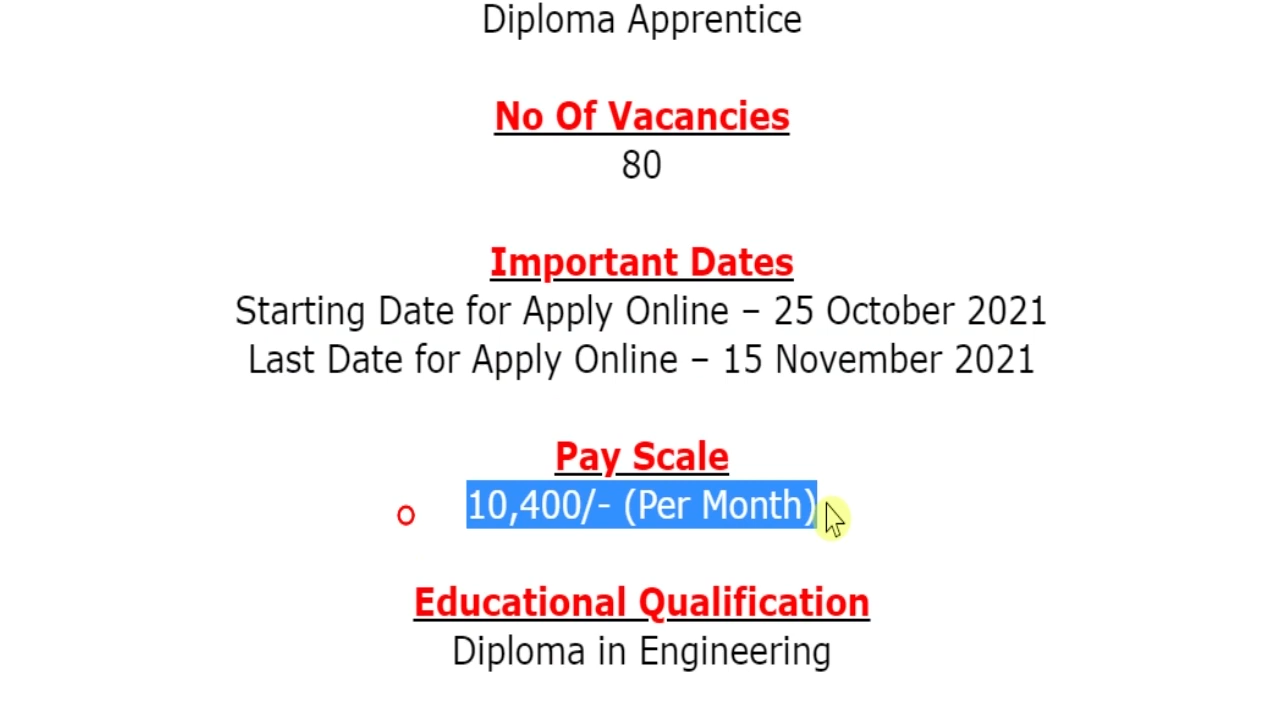 Diploma Apprentice
No Of Vacancies
80
Important Dates
Starting Date for Apply Online – 25 October 2021
Last Date for Apply Online – 15 November 2021
Pay Scale
10,400/- (Per Month)
Educational Qualification
Diploma in Engineering